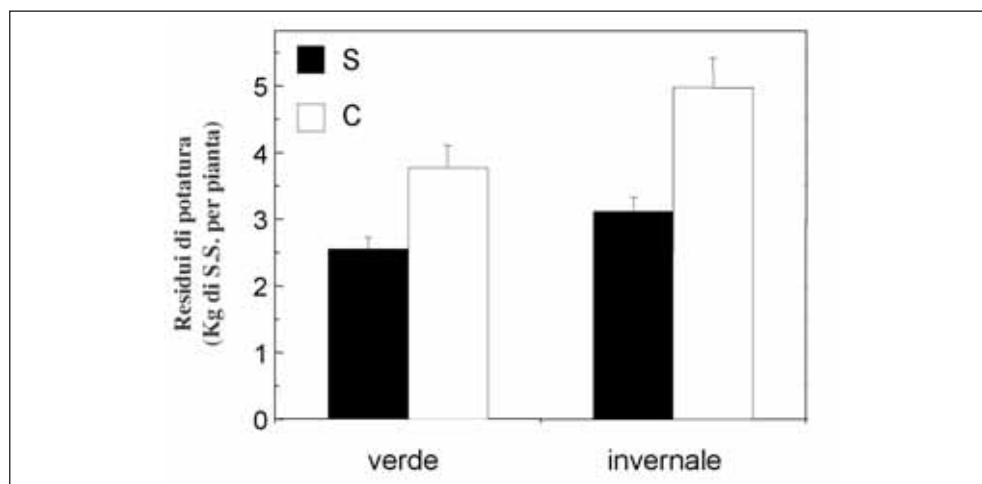 S
C
Residui di potatura
(Kg di S.S. per pianta)
5
4
3
2
1
0
verde
invernale